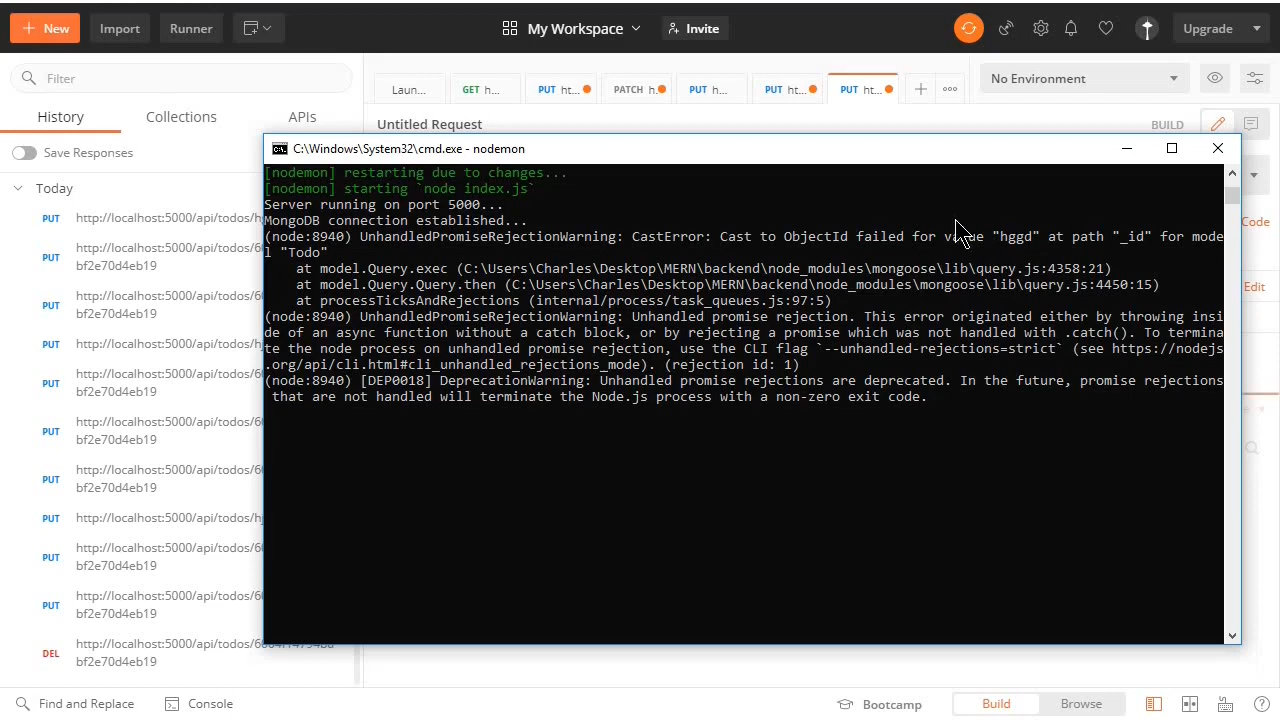 New
Import
Runner
My Workspace
Invite
Upgrade
Filter
Laun...
GET h...
PUT ht...
PATCH h.
PUT h...
PUT ht...
PUT ht...
No Environment
History
Collections
APIs
Untitled Request
BUILD
Save Responses
C:\Windows\System32\cmd.exe - nodemon
Today
[nodemon] restarting due to changes...
[nodemon] starting `node index.js`
Server running on port 5000...
MongoDB connection established...
(node:8940) UnhandledPromiseRejectionWarning: CastError: Cast to ObjectId failed for value "hggd" at path "_id" for mode
l "Todo"
at model.Query.exec (C:\Users\Charles\Desktop\MERN\backend\node_modules\mongoose\lib\query.js:4358:21)
at model.Query.Query.then (C:\Users\Charles\Desktop\MERN\backend\node_modules\mongoose\lib\query.js:4450:15)
at processTicksAndRejections (internal/process/task_queues.js:97:5)
(node:8940) UnhandledPromiseRejectionWarning: Unhandled promise rejection. This error originated either by throwing insi
de of an async function without a catch block, or by rejecting a promise which was not handled with .catch(). To termina
te the node process on unhandled promise rejection, use the CLI flag `--unhandled-rejections=strict` (see https://nodejs
.org/api/cli.html#cli_unhandled_rejections_mode). (rejection id: 1)
(node:8940) [DEP0018] DeprecationWarning: Unhandled promise rejections are deprecated. In the future, promise rejections
that are not handled will terminate the Node.js process with a non-zero exit code.
Code
Edit
PUT http://localhost:5000/api/todos/h
PUT http://localhost:5000/api/todos/6
bf2e70d4eb19
PUT http://localhost:5000/api/todos/6
bf2e70d4eb19
PUT http://localhost:5000/api/todos/h
PUT http://localhost:5000/api/todos/6
bf2e70d4eb19
PUT http://localhost:5000/api/todos/6
bf2e70d4eb19
PUT http://localhost:5000/api/todos/6
bf2e70d4eb19
PUT http://localhost:5000/api/todos/h
PUT http://localhost:5000/api/todos/6
bf2e70d4eb19
PUT http://localhost:5000/api/todos/6
bf2e70d4eb19
DEL http://localhost:5000/api/todos/
bf2e70d4eb19
Find and Replace
Console
Bootcamp
Build
Browse